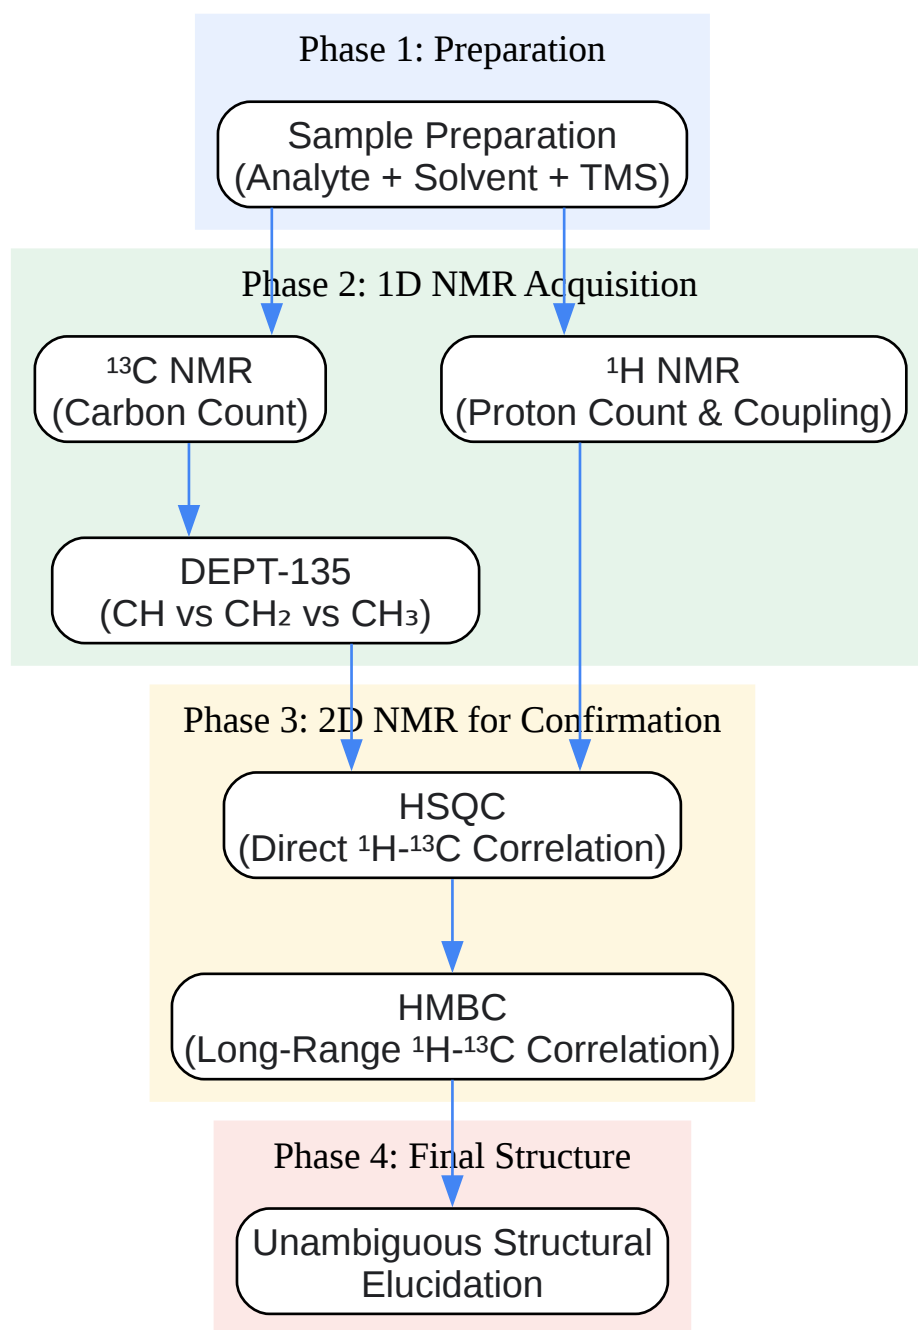 Phase 1: Preparation
Sample Preparation
(Analyte + Solvent + TMS)
Phase 2: 1D NMR Acquisition
¹³C NMR
(Carbon Count)
¹H NMR
(Proton Count & Coupling)
DEPT-135
(CH vs CH₂ vs CH₃)
Phase 3: 2D NMR for Confirmation
HSQC
(Direct ¹H-¹³C Correlation)
HMBC
(Long-Range ¹H-¹³C Correlation)
Phase 4: Final Structure
Unambiguous Structural
Elucidation